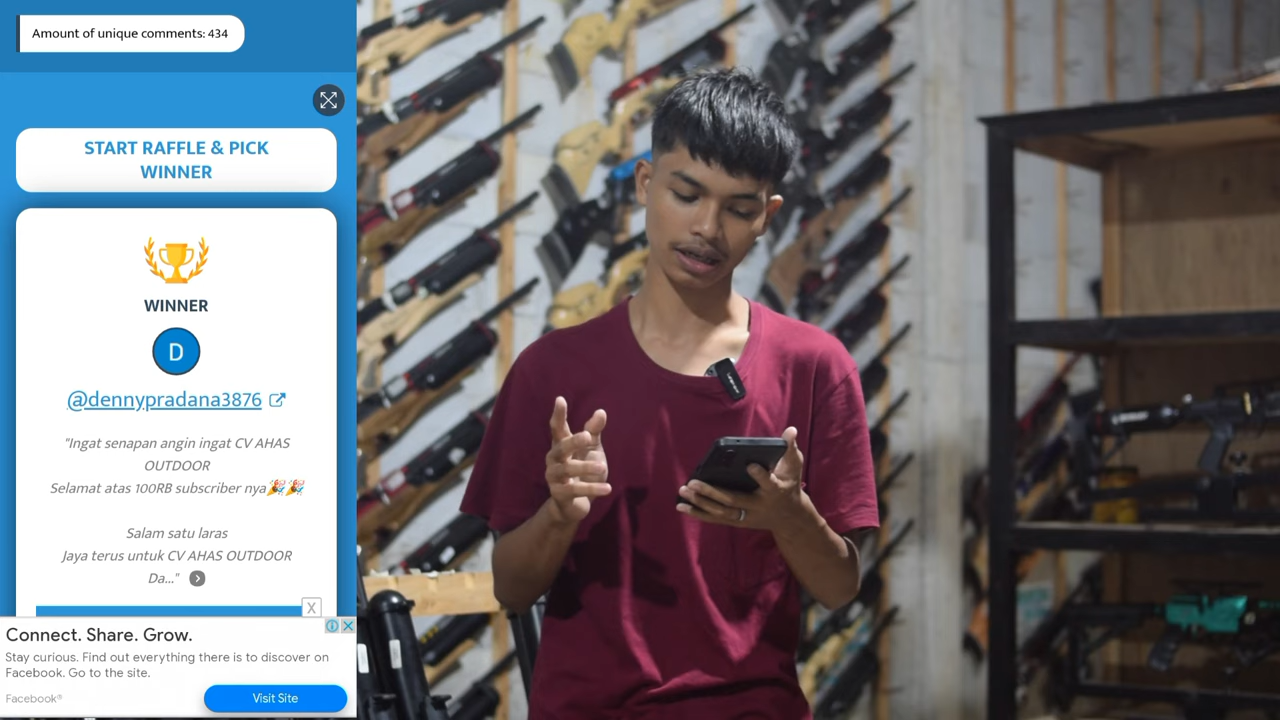 Amount of unique comments: 434
START RAFFLE & PICK
WINNER
WINNER
D
@dennypradana3876
"Ingat senapan angin ingat CV AHAS
OUTDOOR
Selamat atas 100RB subscriber nya🎉🎉
Salam satu laras
Jaya terus untuk CV AHAS OUTDOOR
Da..."
X
Connect. Share. Grow.
Stay curious. Find out everything there is to discover on
Facebook. Go to the site.
Facebook®
Visit Site